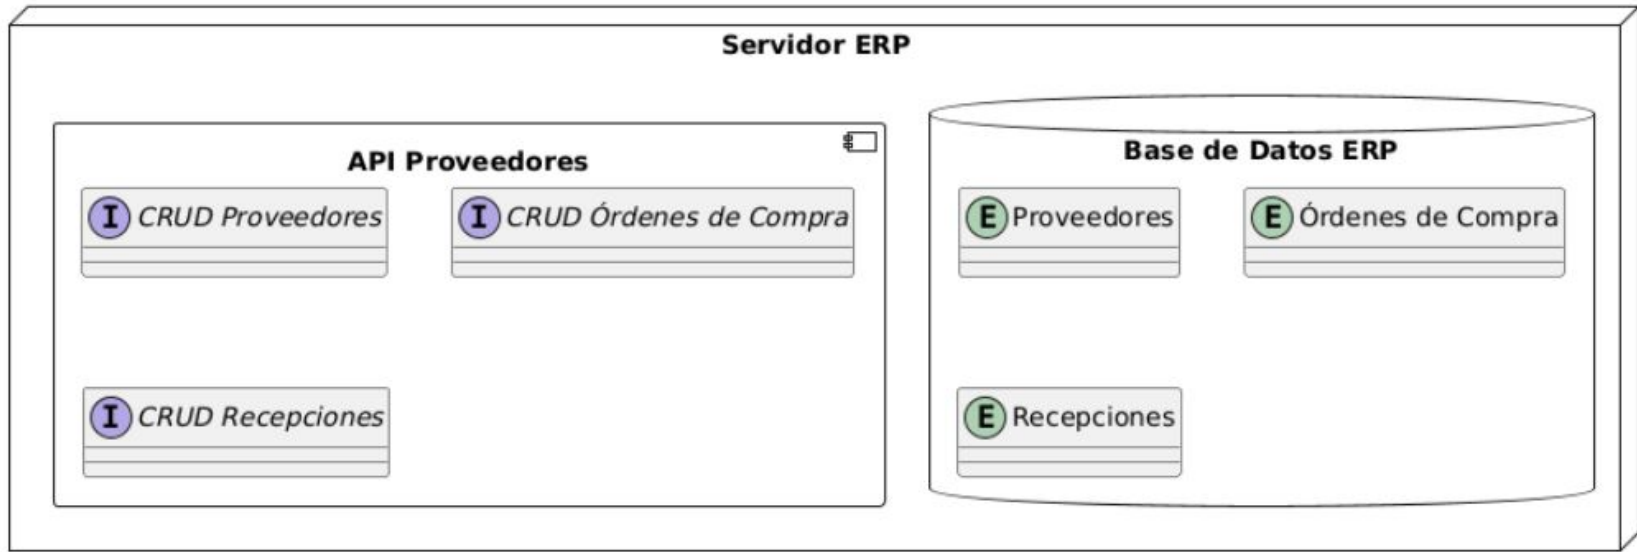 Servidor ERP
API Proveedores
I CRUD Proveedores
I CRUD Órdenes de Compra
I CRUD Recepciones
Base de Datos ERP
E Proveedores
E Órdenes de Compra
E Recepciones